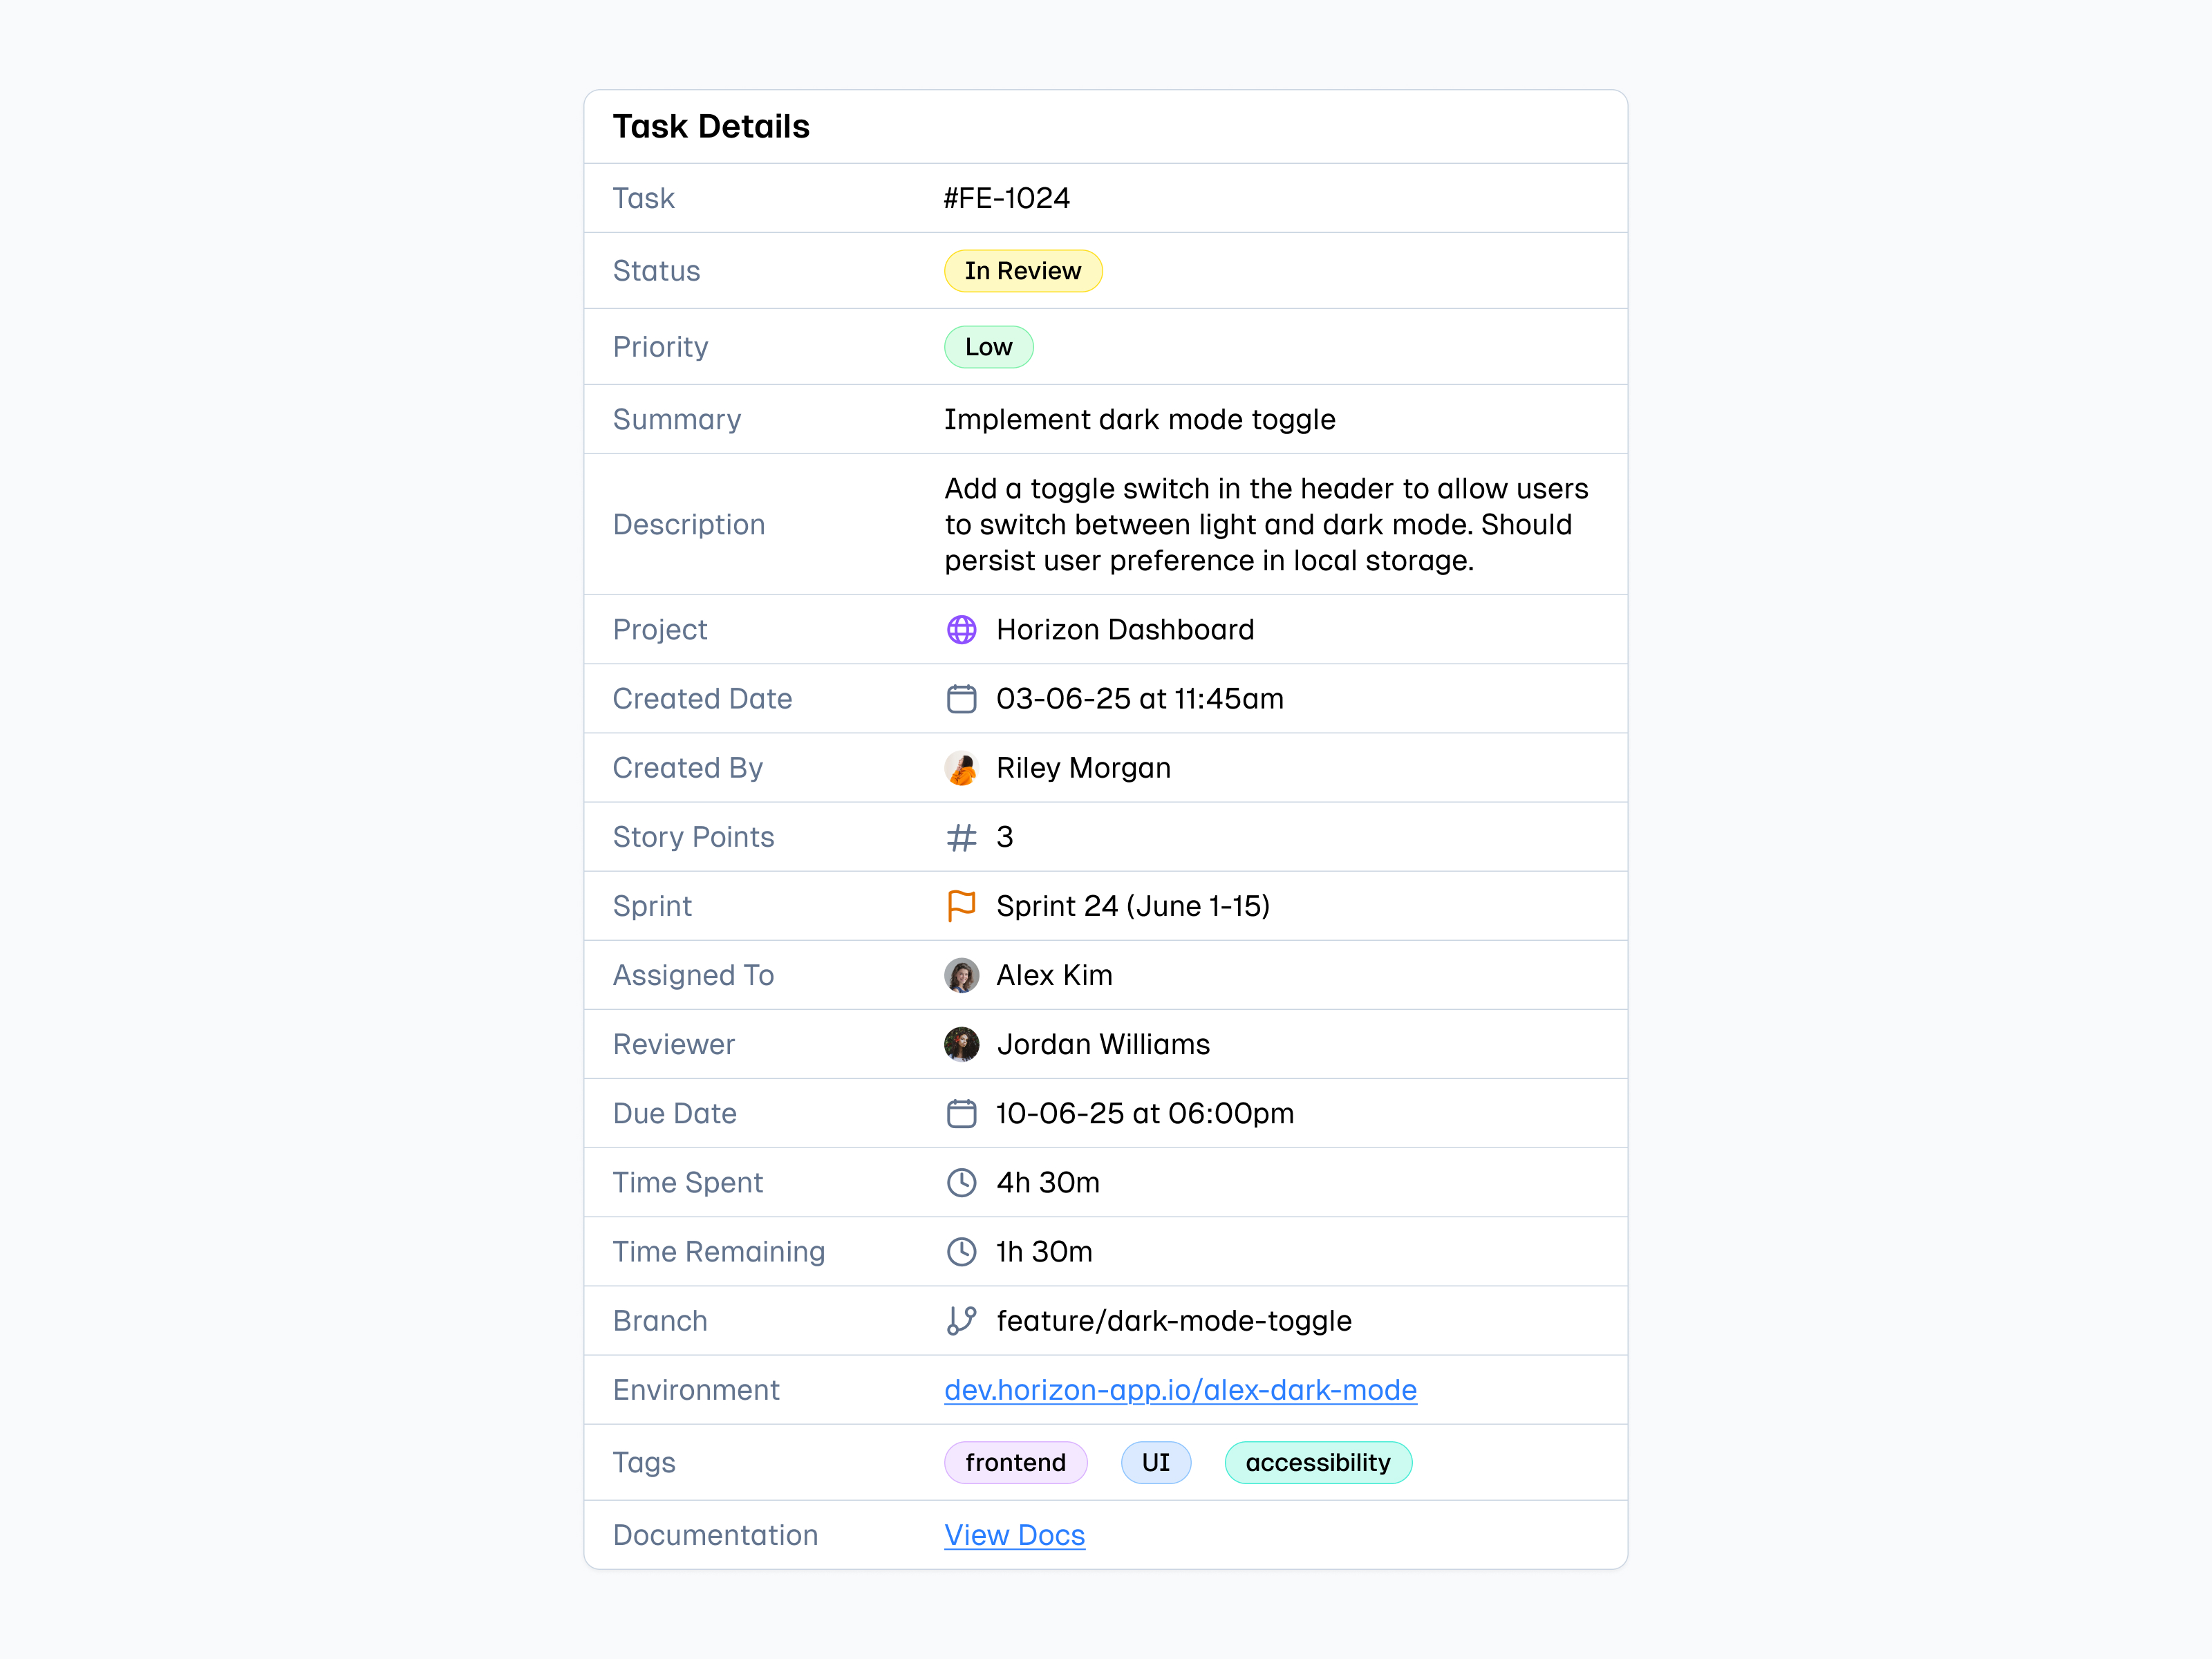 Task Details
Task #FE-1024
Status In Review
Priority Low
Summary Implement dark mode toggle
Description Add a toggle switch in the header to allow users
to switch between light and dark mode. Should
persist user preference in local storage.
Project Horizon Dashboard
Created Date 03-06-25 at 11:45am
Created By Riley Morgan
Story Points # 3
Sprint Sprint 24 (June 1-15)
Assigned To Alex Kim
Reviewer Jordan Williams
Due Date 10-06-25 at 06:00pm
Time Spent 4h 30m
Time Remaining 1h 30m
Branch feature/dark-mode-toggle
Environment dev.horizon-app.io/alex-dark-mode
Tags frontend UI accessibility
Documentation View Docs